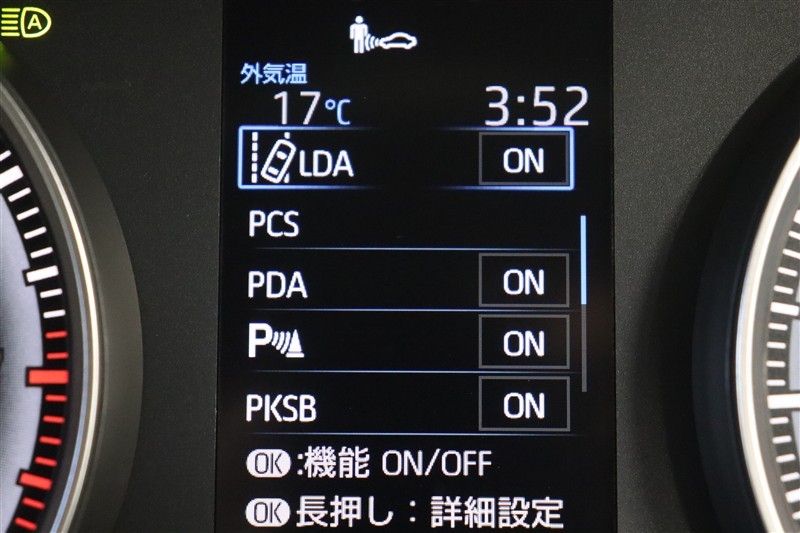 A
外気温
17℃ 3:52
LDA ON
PCS
PDA ON
P ON
PKSB ON
OK:機能 ON/OFF
OK長押し：詳細設定